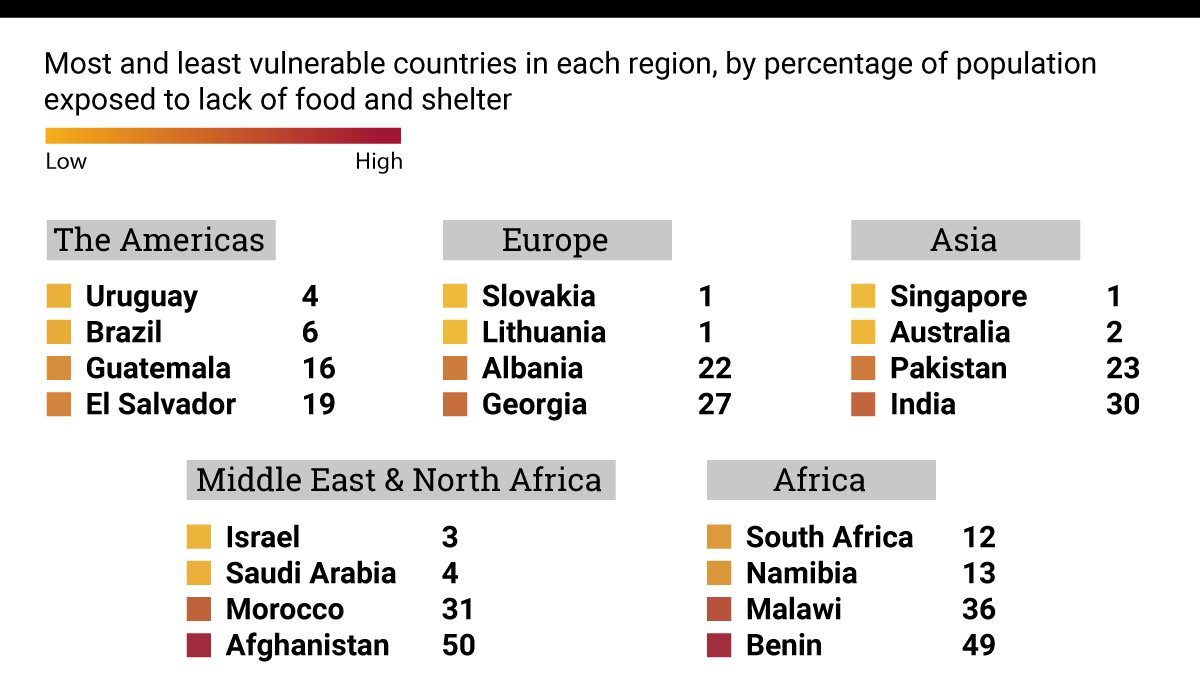 Most and least vulnerable countries in each region, by percentage of population
exposed to lack of food and shelter
Low High
The Americas
Uruguay 4
Brazil 6
Guatemala 16
El Salvador 19
Europe
Slovakia 1
Lithuania 1
Albania 22
Georgia 27
Asia
Singapore 1
Australia 2
Pakistan 23
India 30
Middle East & North Africa
Israel 3
Saudi Arabia 4
Morocco 31
Afghanistan 50
Africa
South Africa 12
Namibia 13
Malawi 36
Benin 49